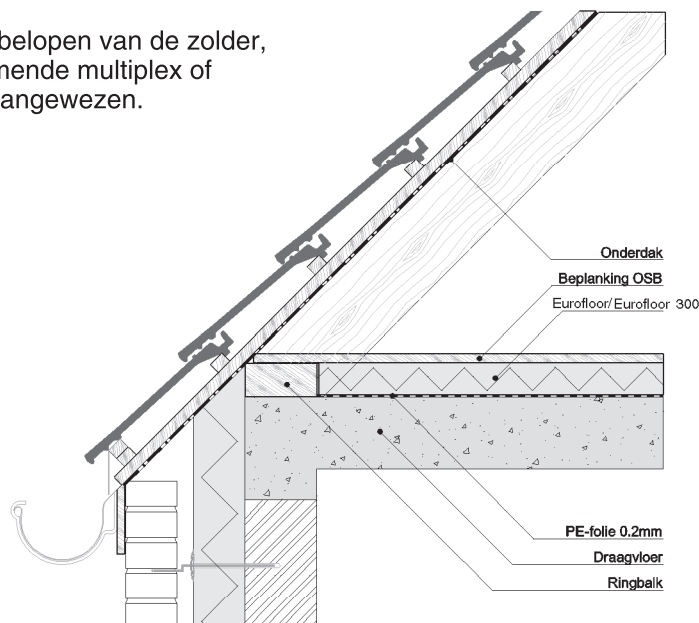 belopen van de zolder,
mende multiplex of
angewezen.
Onderdak
Beplanking OSB
Eurofloor/Eurofloor 300
PE-folie 0.2mm
Draagvloer
Ringbalk